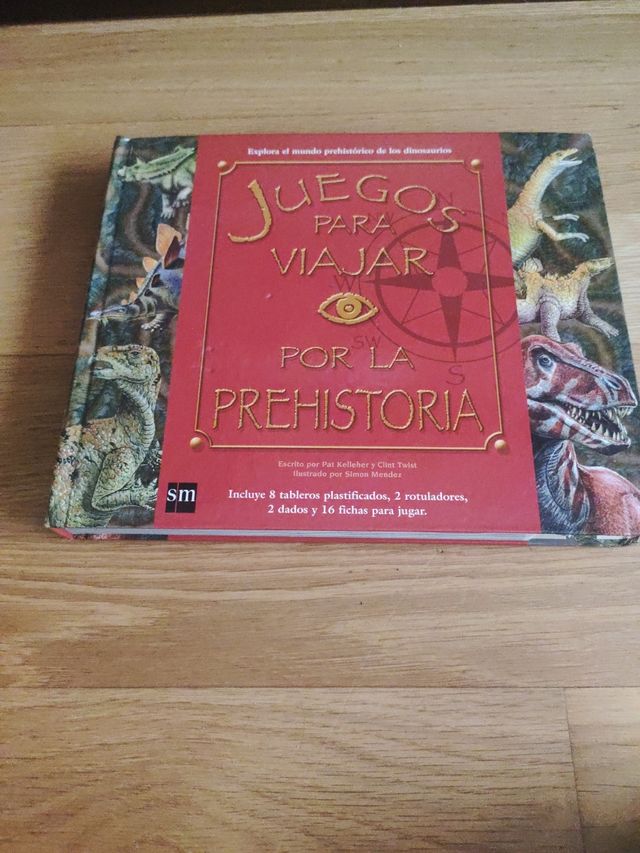 Explora el mundo prehistórico de los dinosaurios
JUEGOS
PARA
VIAJAR
N
W
SW
S
POR LA
PREHISTORIA
Escrito por Pat Kelleher y Clint Twist
Ilustrado por Simon Mendez
sm
Incluye 8 tableros plastificados, 2 rotuladores,
2 dados y 16 fichas para jugar.